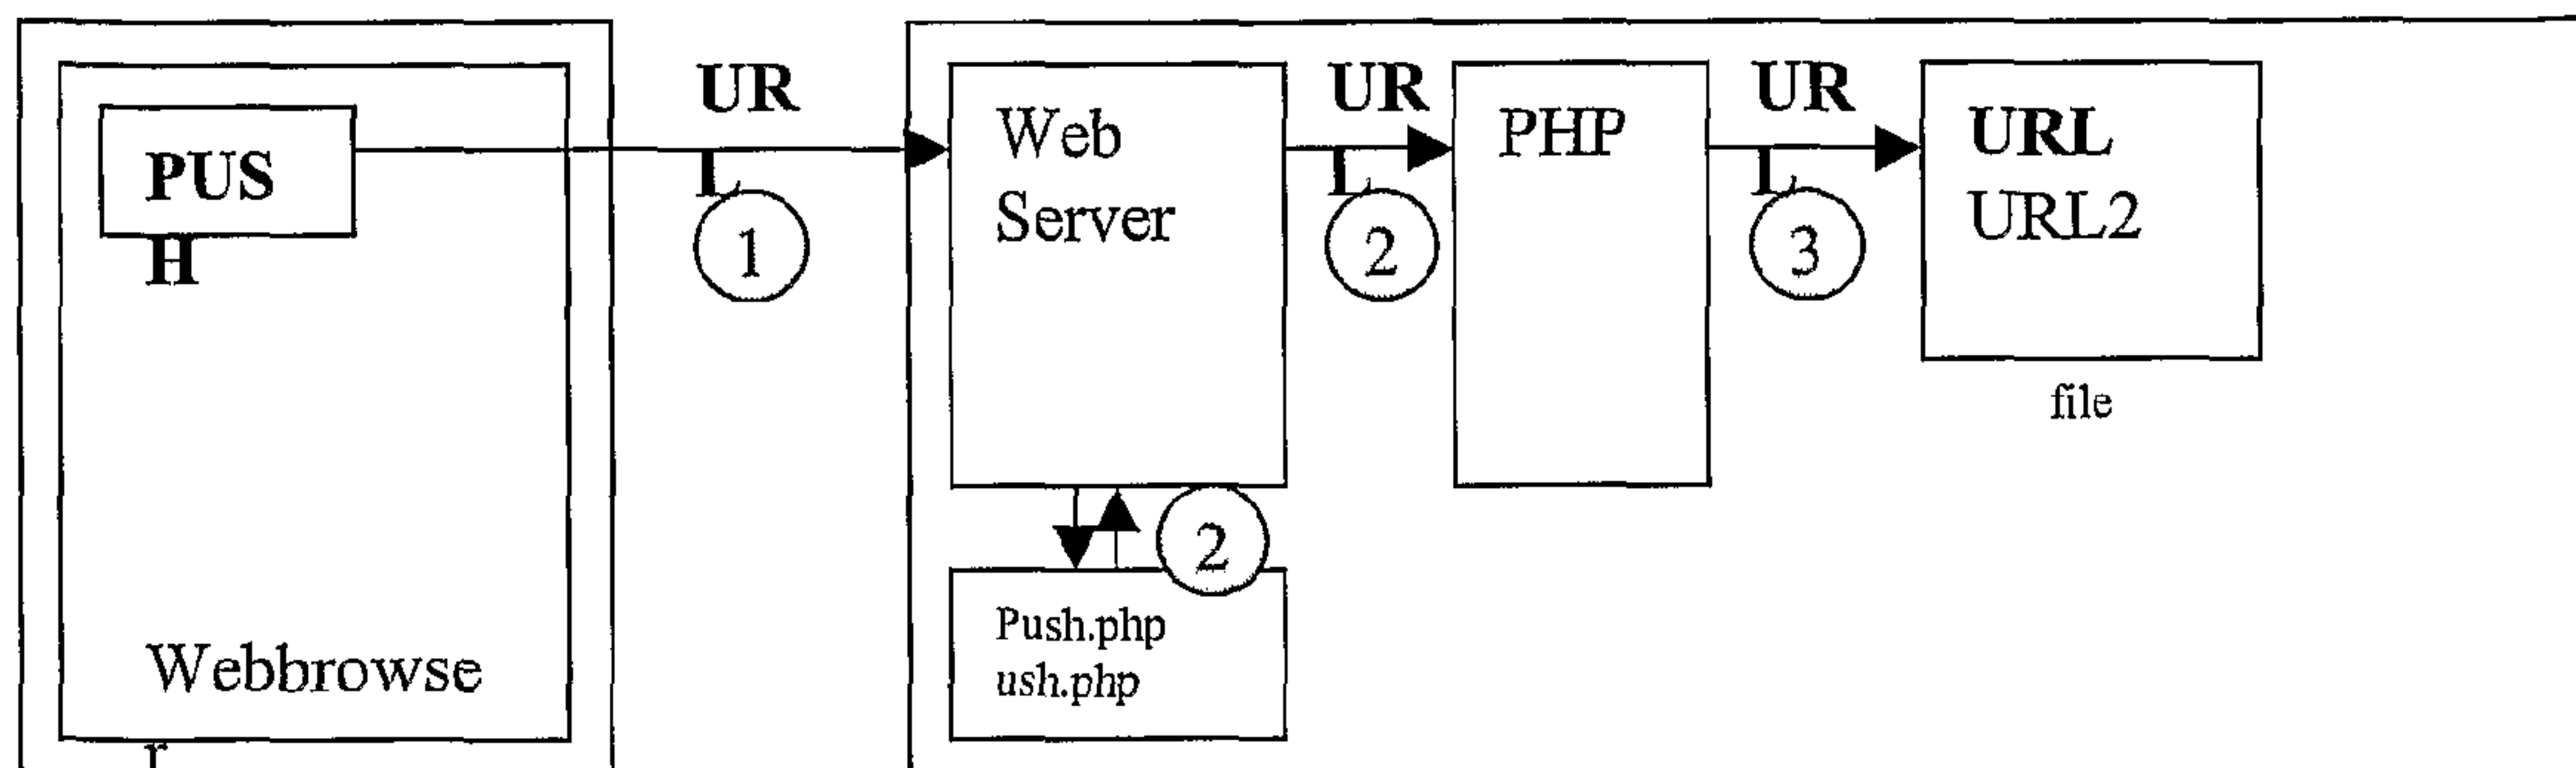 PUS
H
Webbrowse
r
UR
L
1
Web
Server
2
Push.php
ush.php
UR
L
2
PHP
UR
L
3
URL
URL2
file